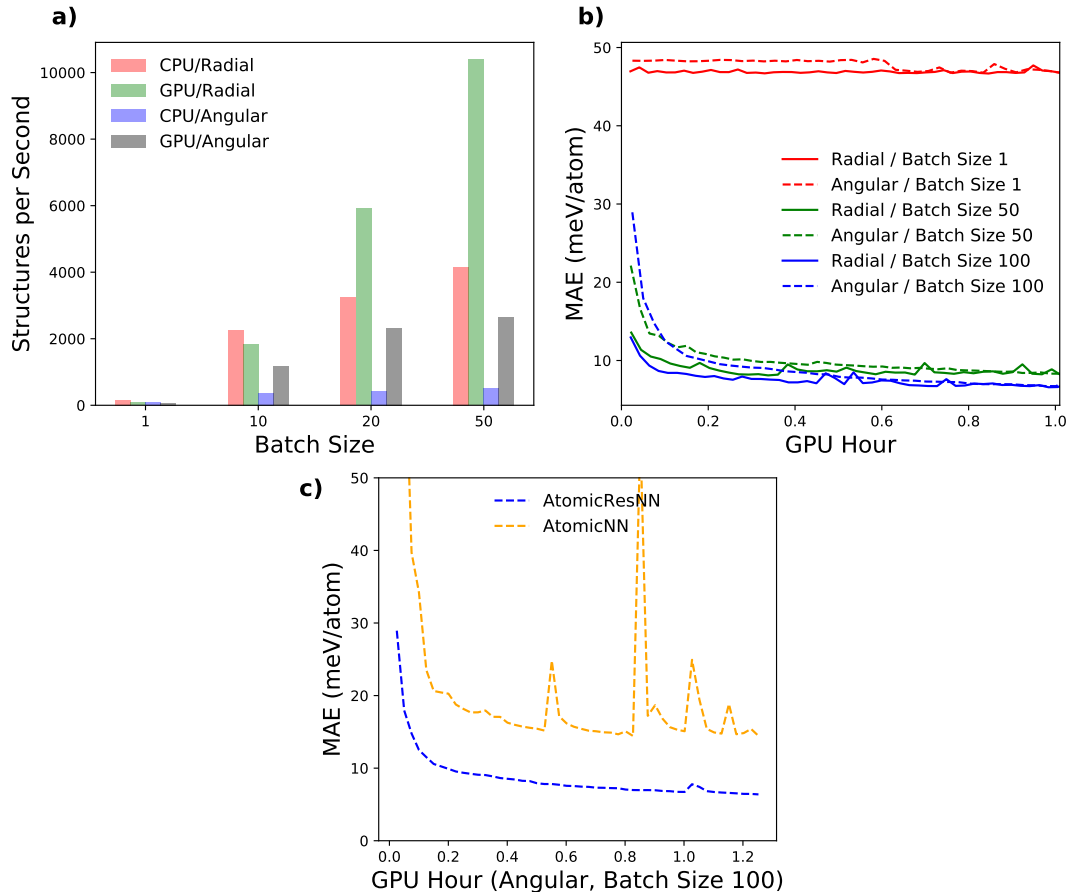 a)
Structures per Second
10000
8000
6000
4000
2000
0
CPU/Radial
GPU/Radial
CPU/Angular
GPU/Angular
1
10
20
50
Batch Size
b)
MAE (meV/atom)
50
40
30
20
10
Radial / Batch Size 1
Angular / Batch Size 1
Radial / Batch Size 50
Angular / Batch Size 50
Radial / Batch Size 100
Angular / Batch Size 100
0.0
0.2
0.4
0.6
0.8
1.0
GPU Hour
c)
MAE (meV/atom)
50
40
30
20
10
0
AtomicResNN
AtomicNN
0.0
0.2
0.4
0.6
0.8
1.0
1.2
GPU Hour (Angular, Batch Size 100)